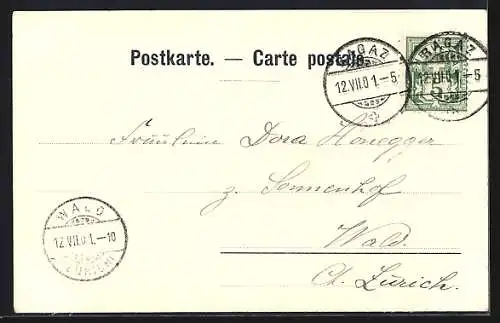 Postkarte. — Carte postale.
RAGAZ
12.VII.01.–5
RAGAZ
12.VII.01.–5
5
Fräulein Dora Honegger
z. Sonnenhof
Wald.
Ct. Zürich.
WALD
12.VII.01.–10
(ZÜRICH)